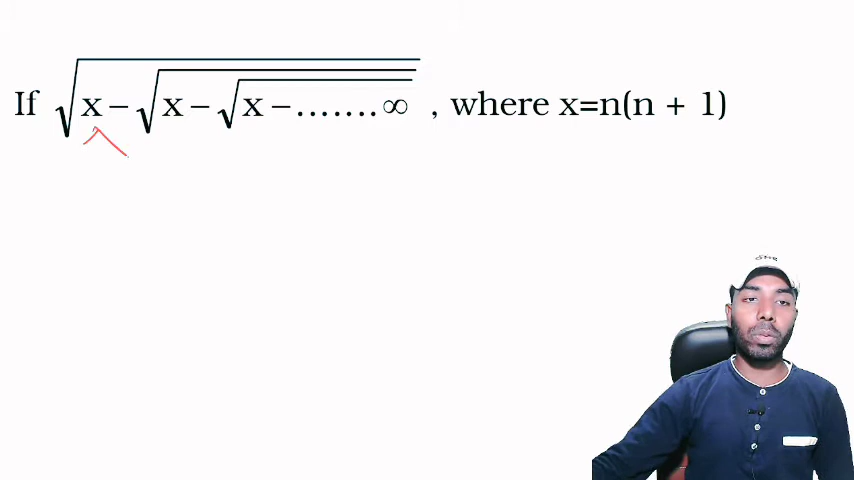 If √x − √x − √x − ....... ∞ , where x=n(n + 1)